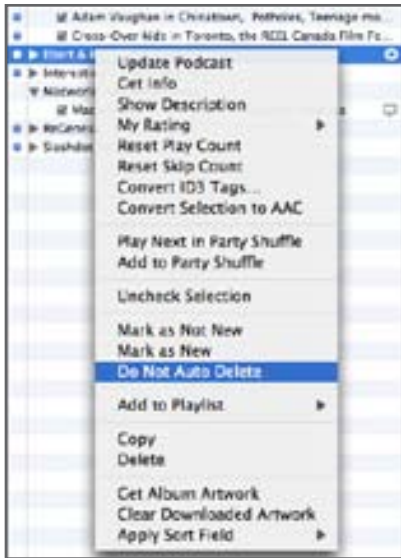 Adam Vaughan in Chinatown, Potholes, Teenage mo...
Cross-Over Kids in Toronto, the REEL Canada Film Fe...
Update Podcast
Get Info
Show Description
My Rating
Reset Play Count
Reset Skip Count
Convert ID3 Tags...
Convert Selection to AAC
Play Next in Party Shuffle
Add to Party Shuffle
Uncheck Selection
Mark as Not New
Mark as New
Do Not Auto Delete
Add to Playlist
Copy
Delete
Get Album Artwork
Clear Downloaded Artwork
Apply Sort Field